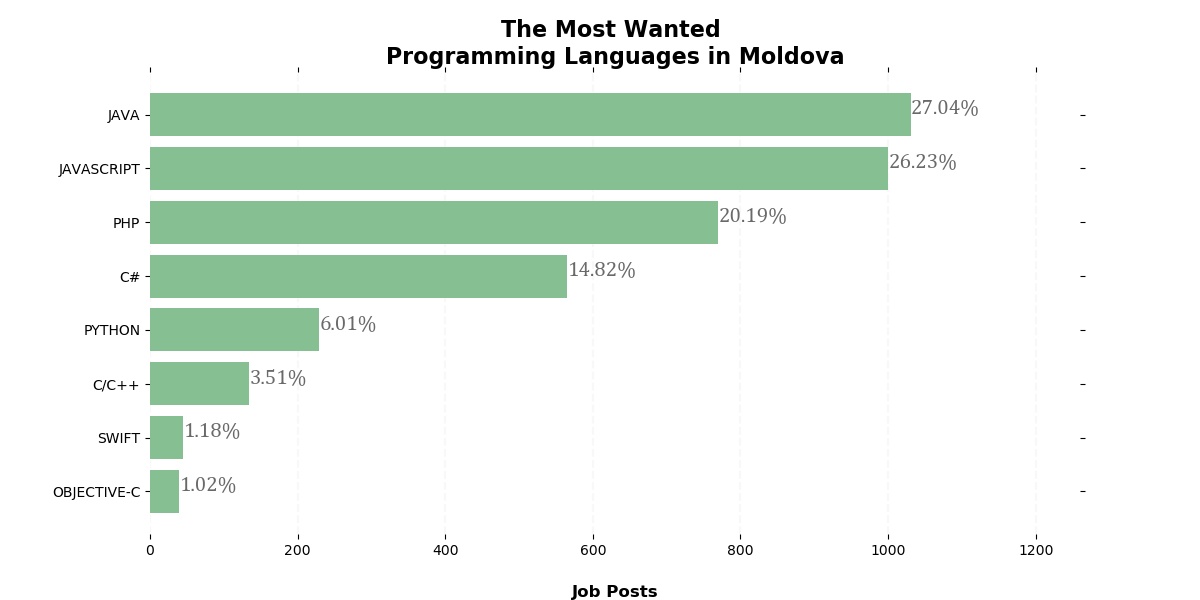 The Most Wanted
Programming Languages in Moldova
JAVA 27.04%
JAVASCRIPT 26.23%
PHP 20.19%
C# 14.82%
PYTHON 6.01%
C/C++ 3.51%
SWIFT 1.18%
OBJECTIVE-C 1.02%
0 200 400 600 800 1000 1200
Job Posts